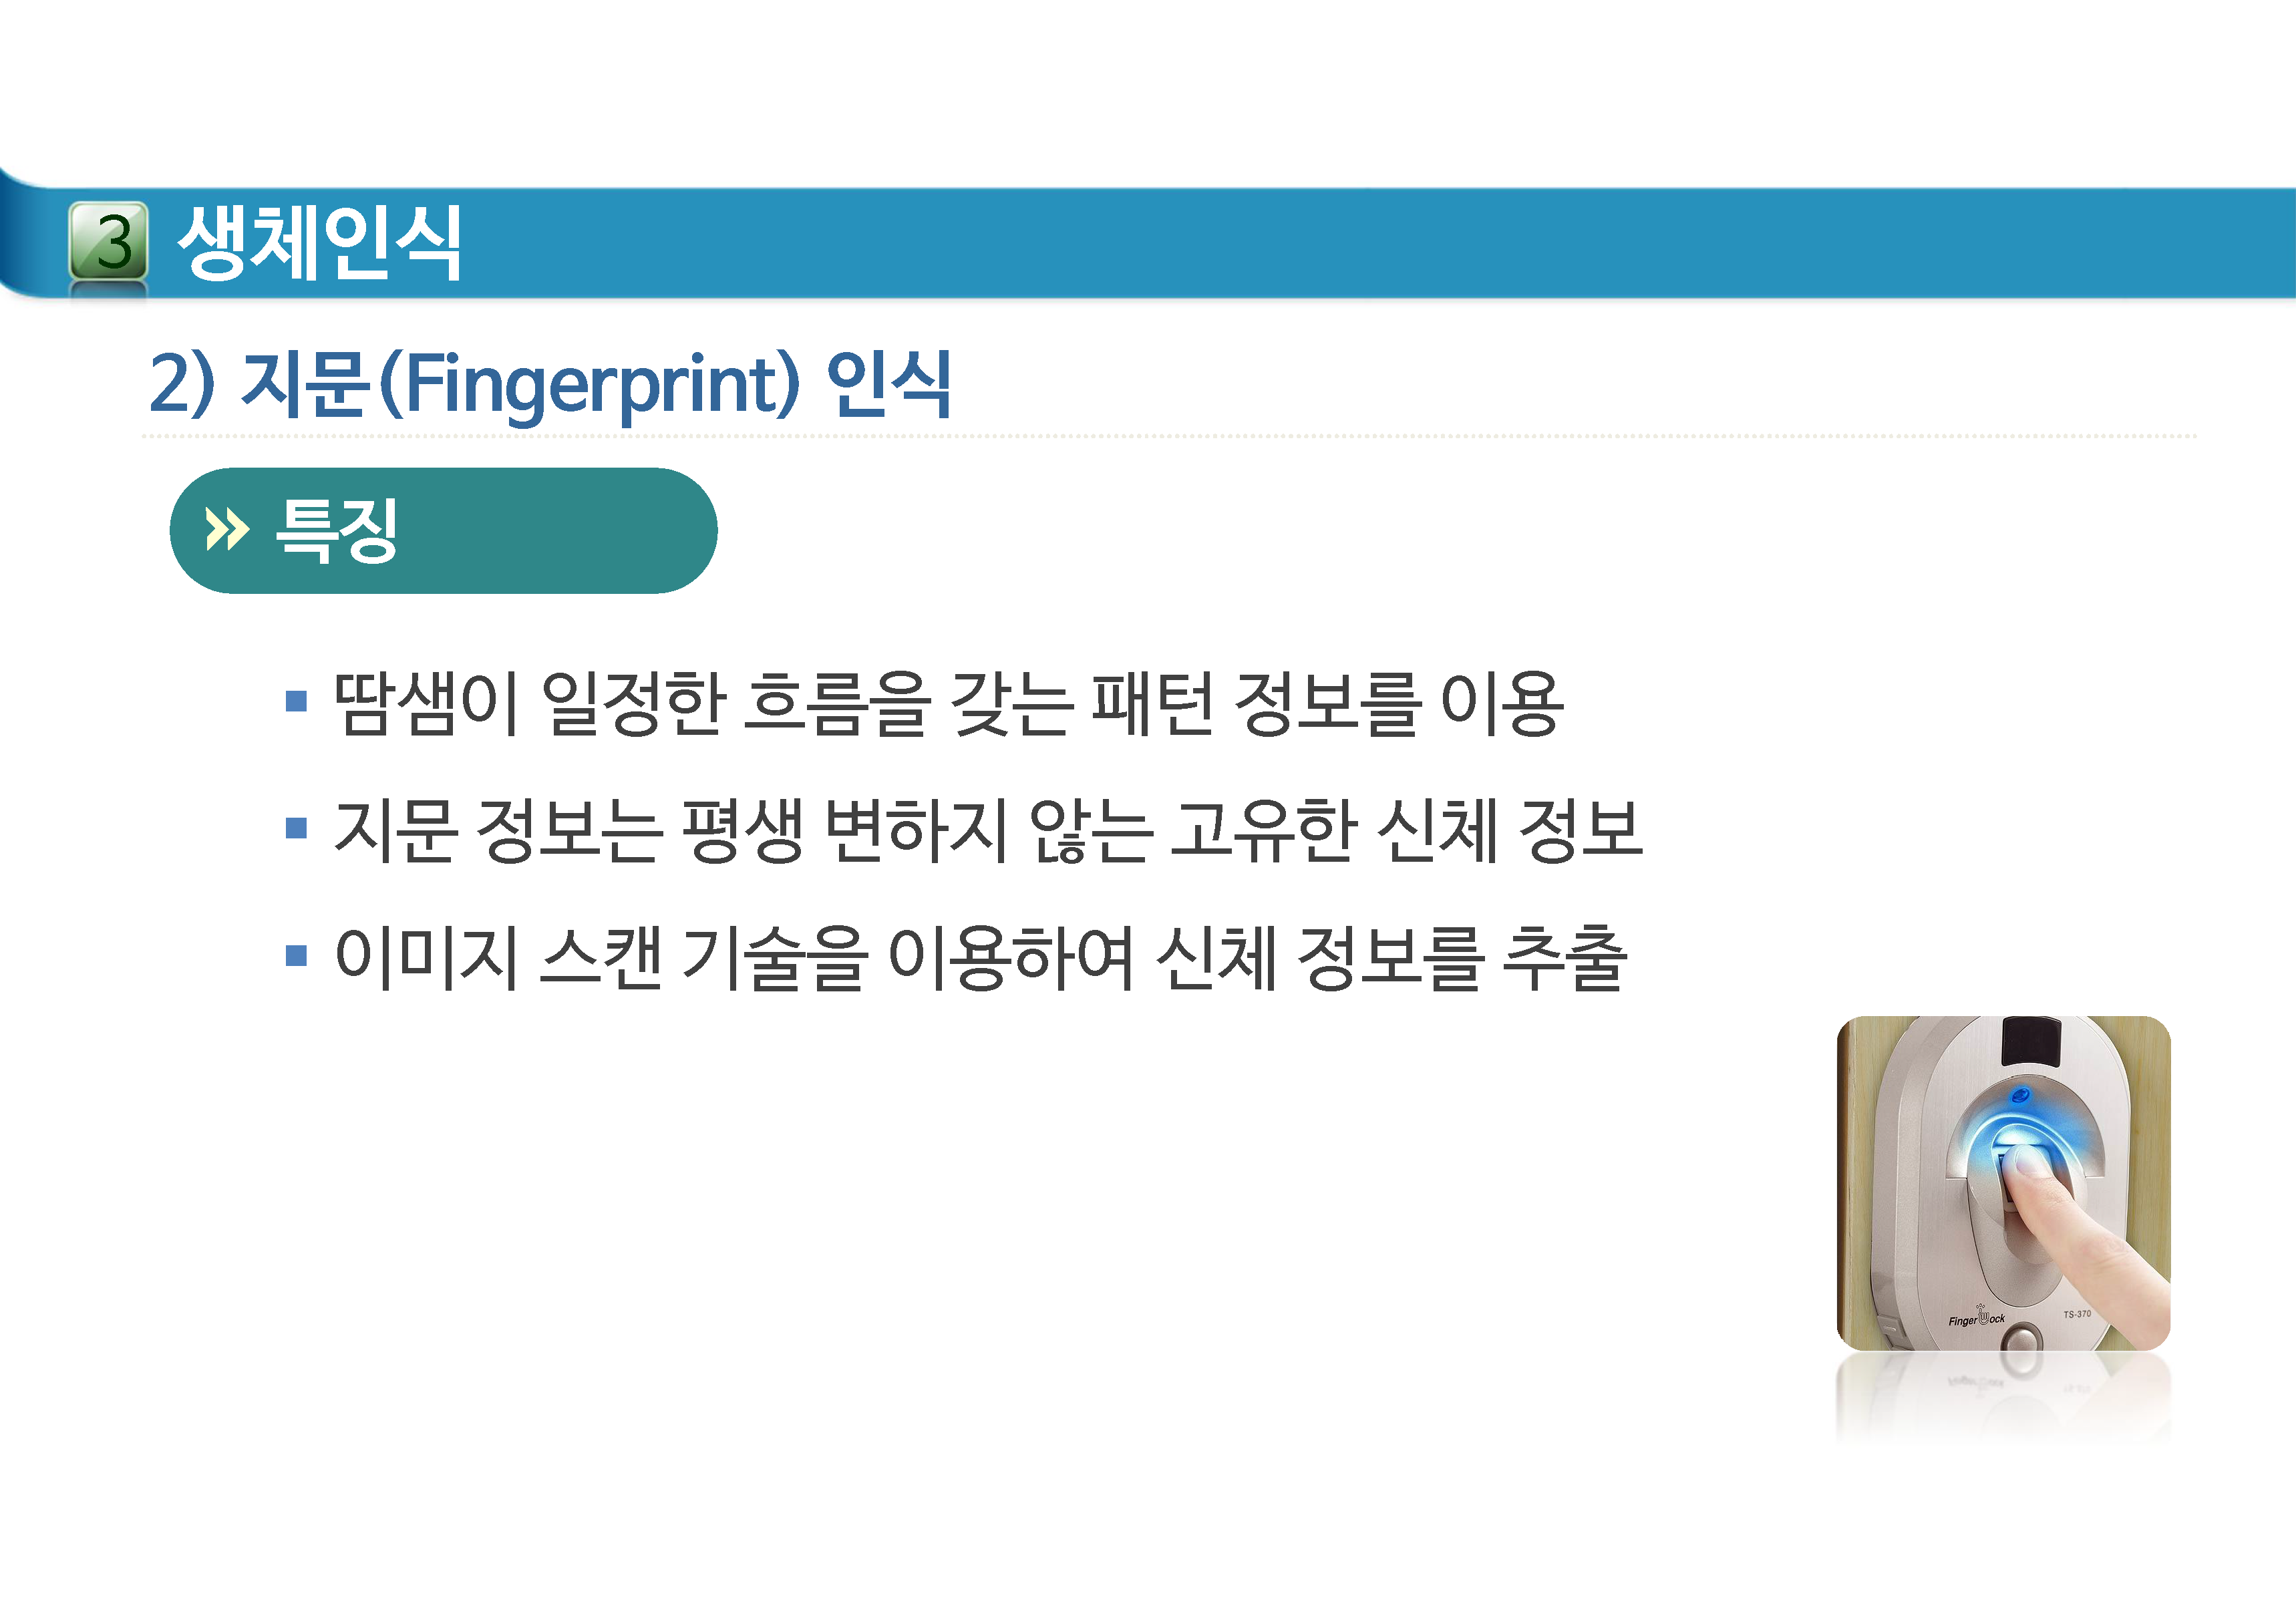 3 생체인식
2) 지문(Fingerprint) 인식
» 특징
▪ 땀샘이 일정한 흐름을 갖는 패턴 정보를 이용
▪ 지문 정보는 평생 변하지 않는 고유한 신체 정보
▪ 이미지 스캔 기술을 이용하여 신체 정보를 추출
Finger Lock TS-370